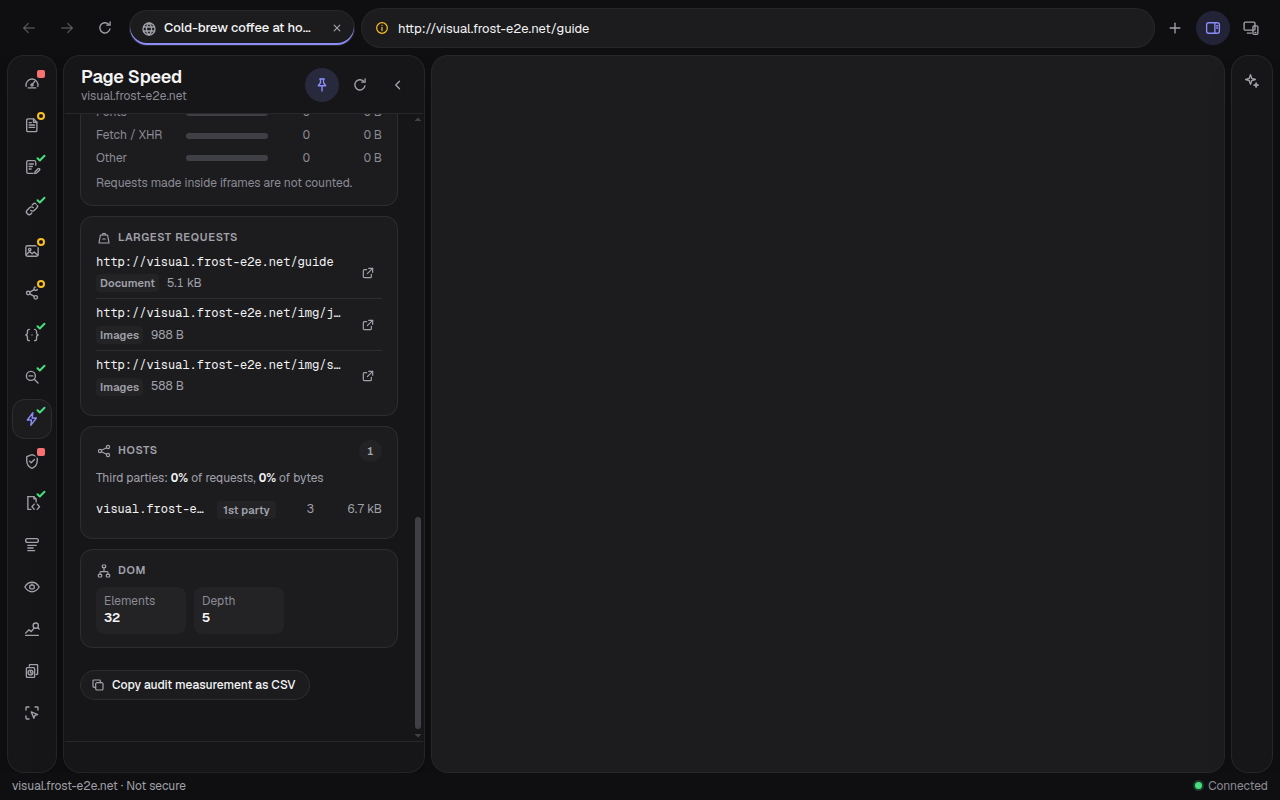 Cold-brew coffee at ho...
http://visual.frost-e2e.net/guide
Page Speed
visual.frost-e2e.net
Fonts 0 0 B
Fetch / XHR 0 0 B
Other 0 0 B
Requests made inside iframes are not counted.
LARGEST REQUESTS
http://visual.frost-e2e.net/guide
Document 5.1 kB
http://visual.frost-e2e.net/img/j…
Images 988 B
http://visual.frost-e2e.net/img/s…
Images 588 B
HOSTS 1
Third parties: 0% of requests, 0% of bytes
visual.frost-e… 1st party 3 6.7 kB
DOM
Elements Depth
32 5
Copy audit measurement as CSV
visual.frost-e2e.net · Not secure
Connected